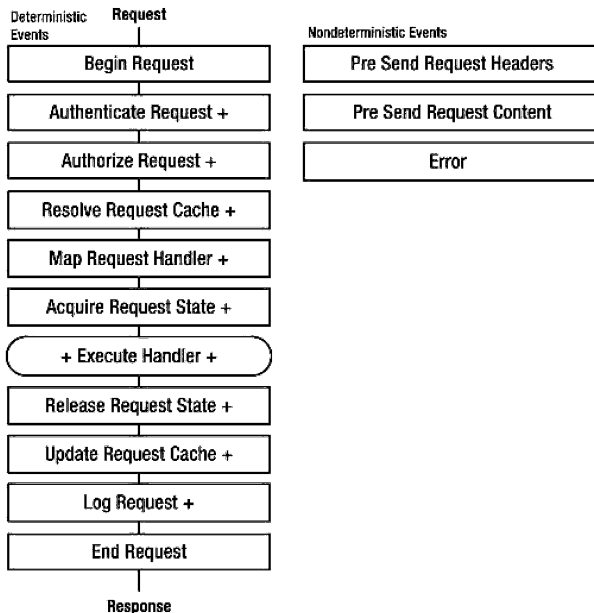 Deterministic
Events
Request
Begin Request
Authenticate Request +
Authorize Request +
Resolve Request Cache +
Map Request Handler +
Acquire Request State +
+ Execute Handler +
Release Request State +
Update Request Cache +
Log Request +
End Request
Response
Nondeterministic Events
Pre Send Request Headers
Pre Send Request Content
Error